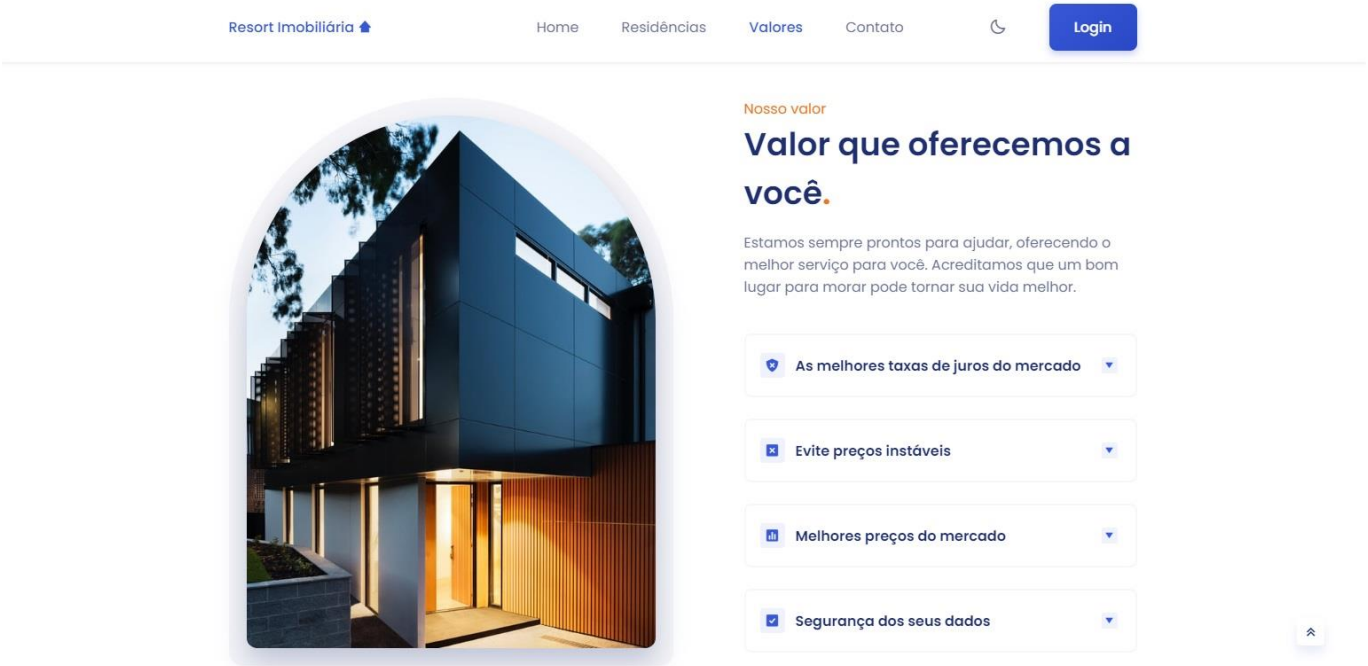 Resort Imobiliária
Home
Residências
Valores
Contato
Login
Nosso valor
Valor que oferecemos a
você.
Estamos sempre prontos para ajudar, oferecendo o
melhor serviço para você. Acreditamos que um bom
lugar para morar pode tornar sua vida melhor.
As melhores taxas de juros do mercado
Evite preços instáveis
Melhores preços do mercado
Segurança dos seus dados